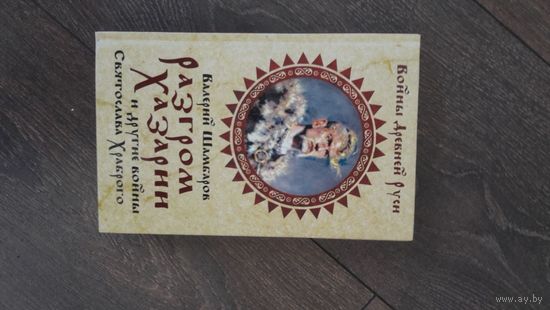 Войны Древней Руси
Валерий Шамбаров
Разгром
Хазарии
и другие войны
Святослава Храброго
www.ay.by